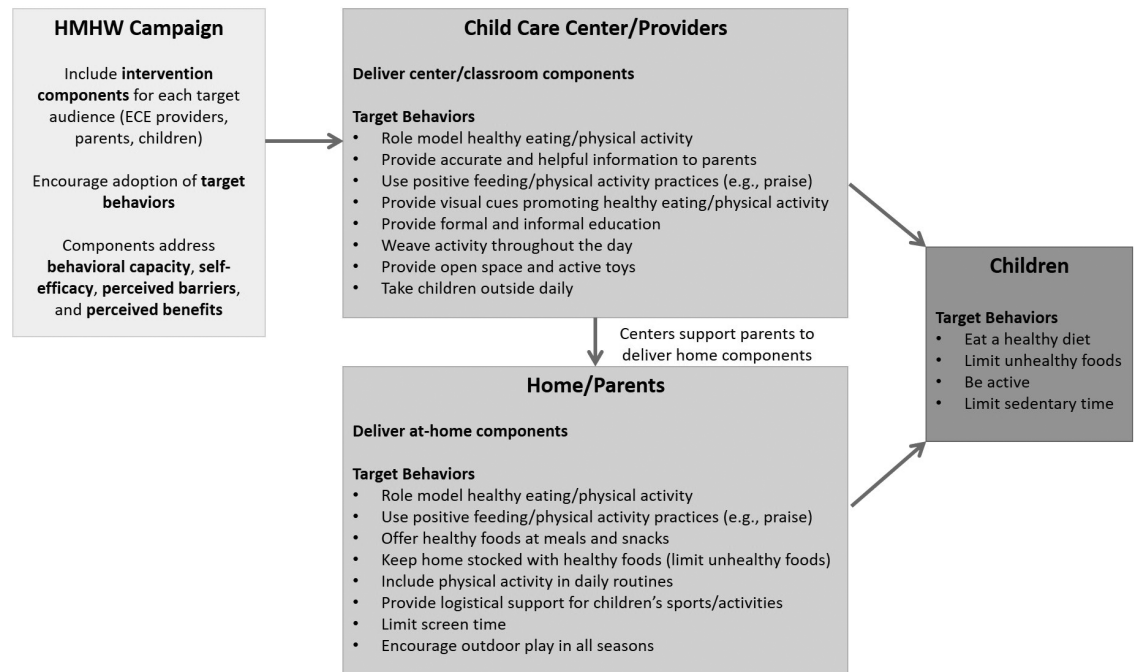 HMHW Campaign
Include intervention
components for each target
audience (ECE providers,
parents, children)
Encourage adoption of target
behaviors
Components address
behavioral capacity, self-
efficacy, perceived barriers,
and perceived benefits
Child Care Center/Providers
Deliver center/classroom components
Target Behaviors
• Role model healthy eating/physical activity
• Provide accurate and helpful information to parents
• Use positive feeding/physical activity practices (e.g., praise)
• Provide visual cues promoting healthy eating/physical activity
• Provide formal and informal education
• Weave activity throughout the day
• Provide open space and active toys
• Take children outside daily
Centers support parents to
deliver home components
Home/Parents
Deliver at-home components
Target Behaviors
• Role model healthy eating/physical activity
• Use positive feeding/physical activity practices (e.g., praise)
• Offer healthy foods at meals and snacks
• Keep home stocked with healthy foods (limit unhealthy foods)
• Include physical activity in daily routines
• Provide logistical support for children’s sports/activities
• Limit screen time
• Encourage outdoor play in all seasons
Children
Target Behaviors
• Eat a healthy diet
• Limit unhealthy foods
• Be active
• Limit sedentary time